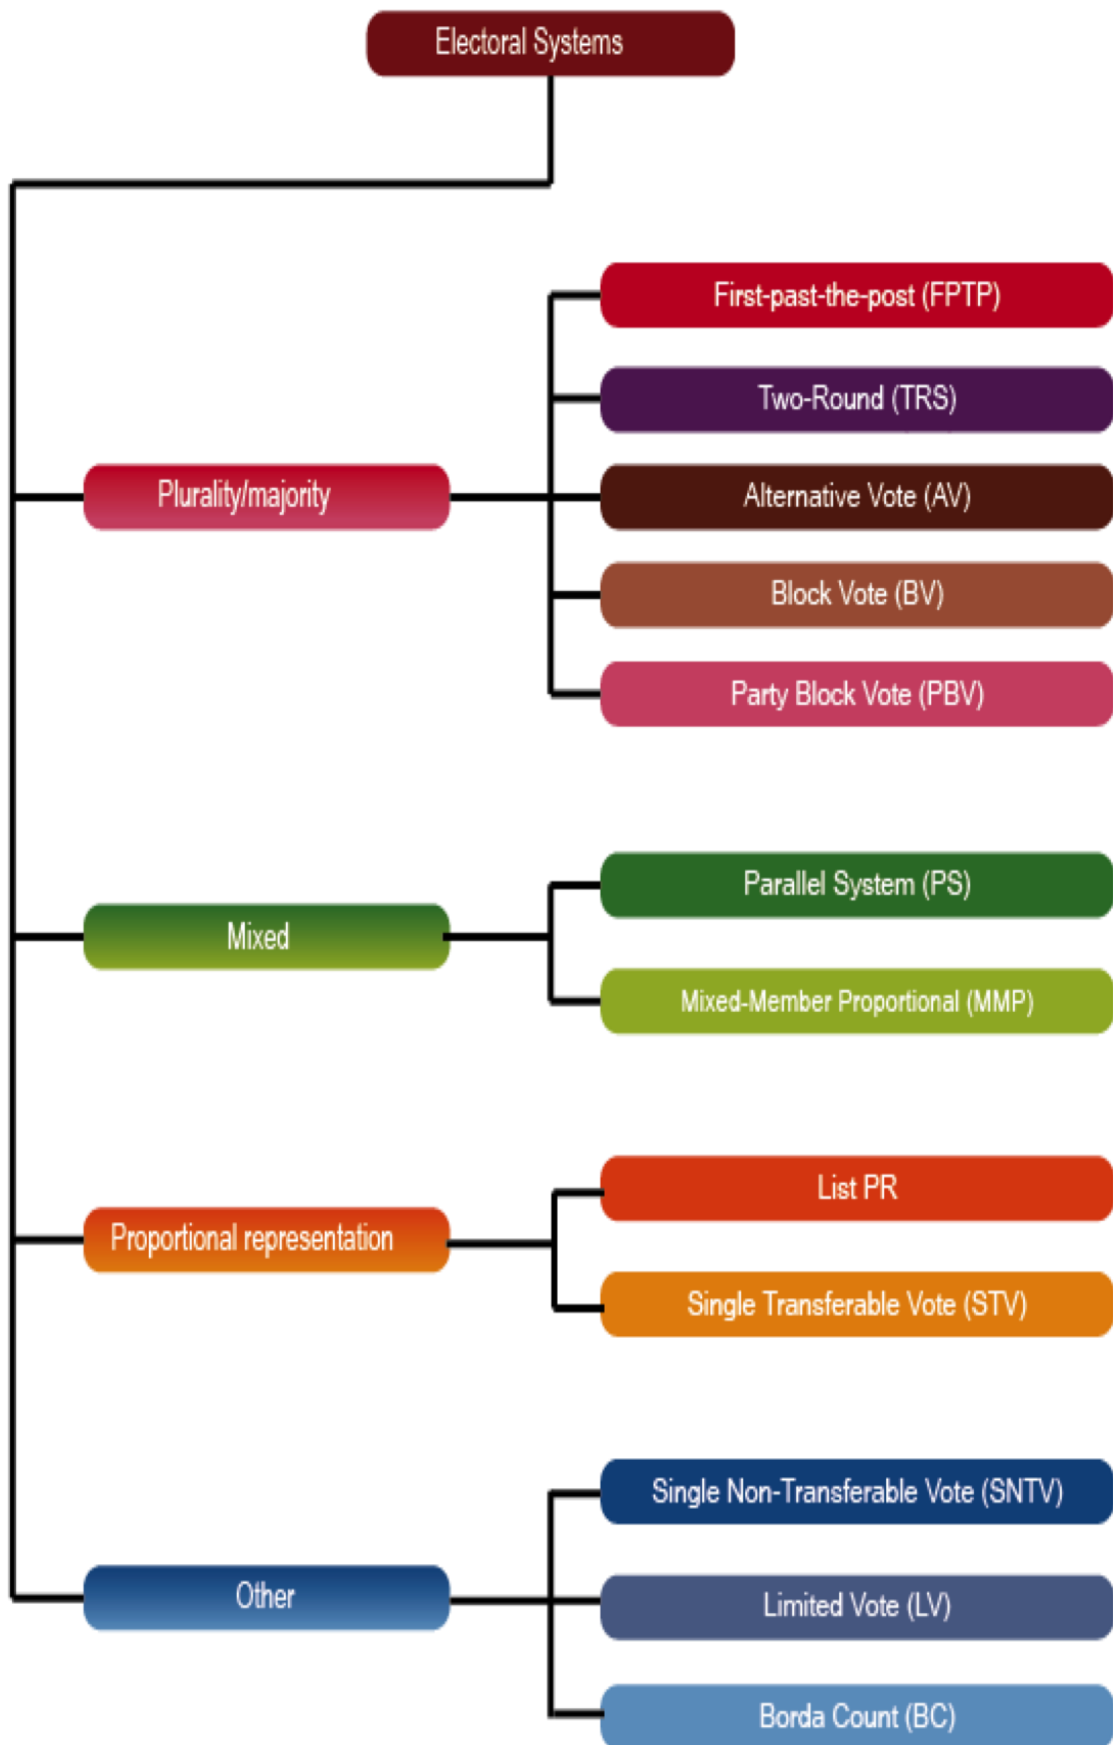 Electoral Systems
Plurality/majority
First-past-the-post (FPTP)
Two-Round (TRS)
Alternative Vote (AV)
Block Vote (BV)
Party Block Vote (PBV)
Mixed
Parallel System (PS)
Mixed-Member Proportional (MMP)
Proportional representation
List PR
Single Transferable Vote (STV)
Other
Single Non-Transferable Vote (SNTV)
Limited Vote (LV)
Borda Count (BC)